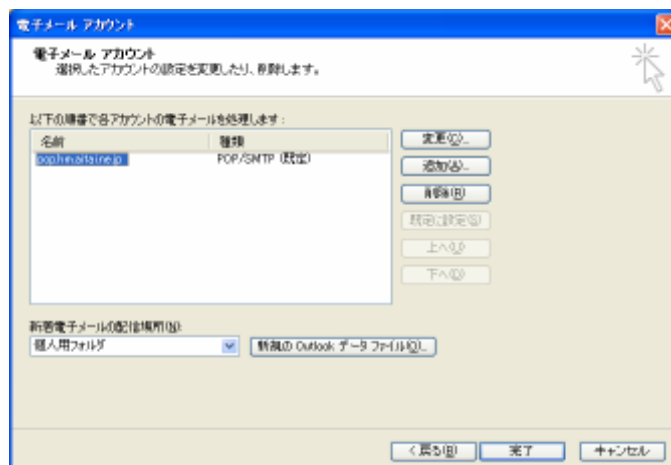 電子メール アカウント
電子メール アカウント
選択したアカウントの設定を変更したり、削除します。
以下の順番で各アカウントの電子メールを処理します:
名前 種類
POP/SMTP (既定)
変更(C)...
追加(A)...
削除(R)
既定に設定(S)
上へ(U)
下へ(D)
新着電子メールの配信場所(N):
個人用フォルダ
新規の Outlook データ ファイル(O)...
< 戻る(B)
完了
キャンセル